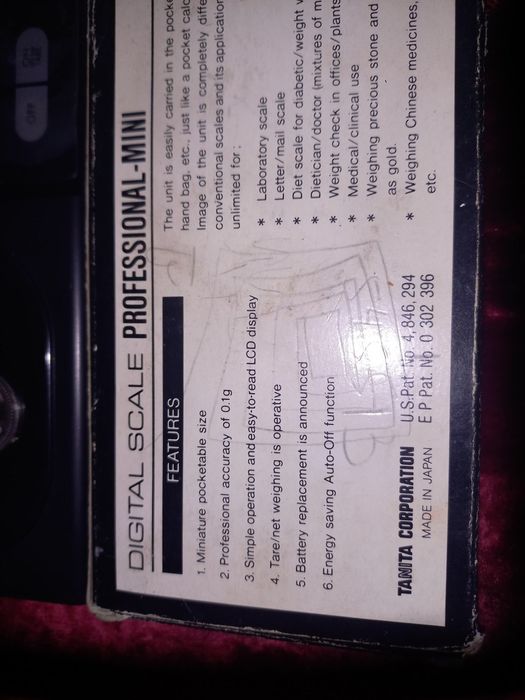 DIGITAL SCALE PROFESSIONAL-MINI
FEATURES
1. Miniature pocketable size
2. Professional accuracy of 0.1g
3. Simple operation and easy-to-read LCD display
4. Tare/net weighing is operative
5. Battery replacement is announced
6. Energy saving Auto-Off function
The unit is easily carried in the
hand bag, etc., just like a pocket
Image of the unit is completely
conventional scales and its
unlimited for:
* Laboratory scale
* Letter/mail scale
* Diet scale for diabetic/weight
* Dietician/doctor (mixtures of
* Weight check in offices/plants
* Medical/clinical use
* Weighing precious stone and
as gold.
* Weighing Chinese medicines,
etc.
TANITA CORPORATION U.S.Pat. No. 4,846,294
MADE IN JAPAN E P Pat. No. 0 302 396
OFF
ON